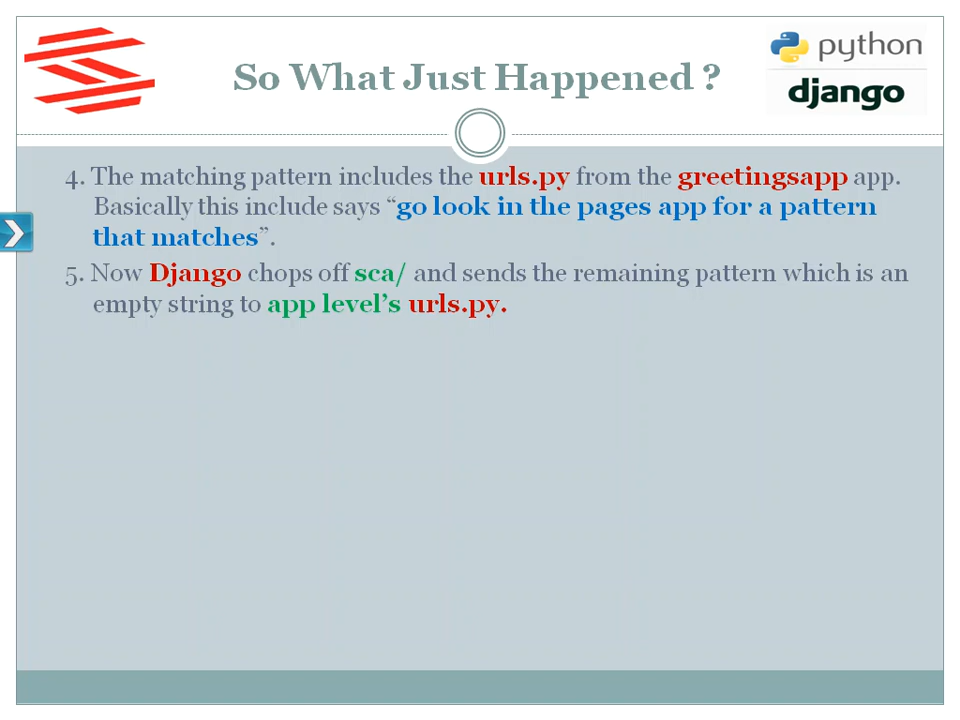 So What Just Happened ?
python
django
4. The matching pattern includes the urls.py from the greetingsapp app.
Basically this include says “go look in the pages app for a pattern
that matches”.
5. Now Django chops off sca/ and sends the remaining pattern which is an
empty string to app level’s urls.py.